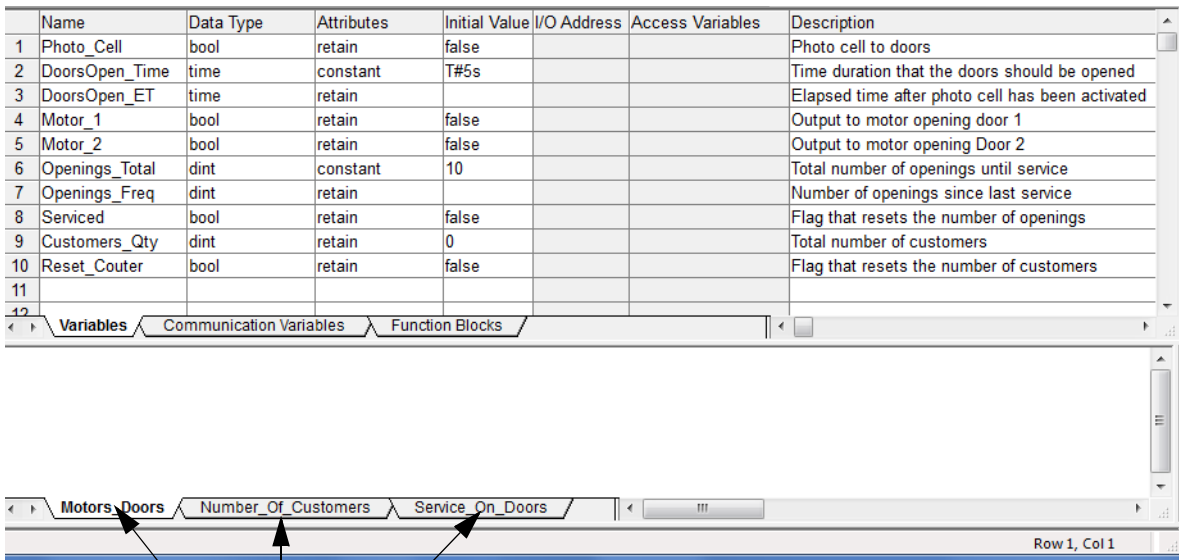 Name Data Type Attributes Initial Value I/O Address Access Variables Description
1 Photo_Cell bool retain false Photo cell to doors
2 DoorsOpen_Time time constant T#5s Time duration that the doors should be opened
3 DoorsOpen_ET time retain Elapsed time after photo cell has been activated
4 Motor_1 bool retain false Output to motor opening door 1
5 Motor_2 bool retain false Output to motor opening Door 2
6 Openings_Total dint constant 10 Total number of openings until service
7 Openings_Freq dint retain Number of openings since last service
8 Serviced bool retain false Flag that resets the number of openings
9 Customers_Qty dint retain 0 Total number of customers
10 Reset_Couter bool retain false Flag that resets the number of customers
11
12
Variables Communication Variables Function Blocks
Motors_Doors Number_Of_Customers Service_On_Doors
Row 1, Col 1